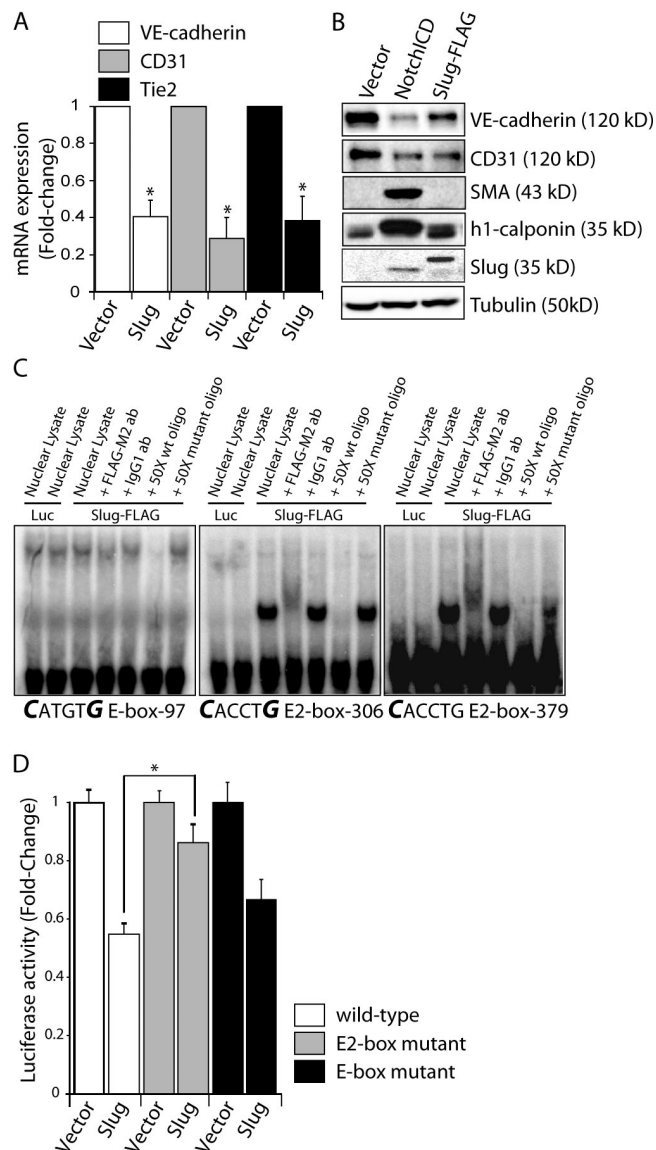 A
VE-cadherin
CD31
Tie2
mRNA expression
(Fold-change)
1
0.8
0.6
0.4
0.2
0
*
*
*
Vector
Slug
Vector
Slug
Vector
Slug
B
Vector
NotchICD
Slug-FLAG
VE-cadherin (120 kD)
CD31 (120 kD)
SMA (43 kD)
h1-calponin (35 kD)
Slug (35 kD)
Tubulin (50kD)
C
Nuclear Lysate
Nuclear Lysate
Nuclear Lysate
+ FLAG-M2 ab
+ IgG1 ab
+ 50X wt oligo
+ 50X mutant oligo
Nuclear Lysate
Nuclear Lysate
Nuclear Lysate
+ FLAG-M2 ab
+ IgG1 ab
+ 50X wt oligo
+ 50X mutant oligo
Nuclear Lysate
Nuclear Lysate
Nuclear Lysate
+ FLAG-M2 ab
+ IgG1 ab
+ 50X wt oligo
+ 50X mutant oligo
Luc Slug-FLAG
Luc Slug-FLAG
Luc Slug-FLAG
CATGTG E-box-97
CACCTG E2-box-306
CACCTG E2-box-379
D
Luciferase activity (Fold-Change)
1
0.8
0.6
0.4
0.2
0
*
Vector
Slug
Vector
Slug
Vector
Slug
wild-type
E2-box mutant
E-box mutant